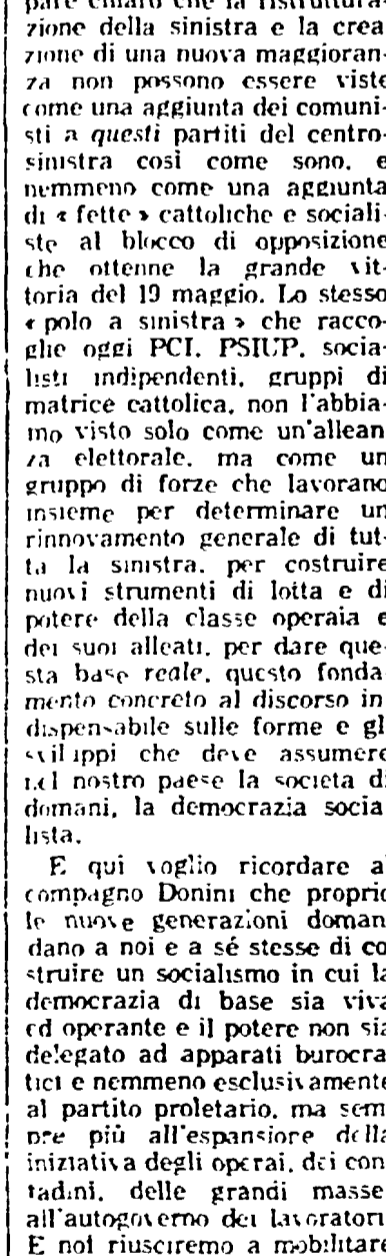 pare chiaro che la ristruttura-
zione della sinistra e la crea
zione di una nuova maggioran-
za non possono essere viste
come una aggiunta dei comuni-
sti a questi partiti del centro-
sinistra così come sono, e
nemmeno come una aggiunta
di « fette » cattoliche e sociali-
ste al blocco di opposizione
che ottenne la grande vit-
toria del 19 maggio. Lo stesso
« polo a sinistra » che racco-
glie oggi PCI, PSIUP, socia-
listi indipendenti, gruppi di
matrice cattolica, non l'abbia-
mo visto solo come un'allean
za elettorale, ma come un
gruppo di forze che lavorano
insieme per determinare un
rinnovamento generale di tut-
ta la sinistra, per costruire
nuovi strumenti di lotta e di
potere della classe operaia e
dei suoi alleati, per dare que-
sta base reale, questo fonda-
mento concreto al discorso in-
dispensabile sulle forme e gl
sviluppi che deve assumere
nel nostro paese la società d
domani, la democrazia socia
lista.
E qui voglio ricordare al
compagno Donini che proprio
le nuove generazioni doman
dano a noi e a sé stesse di co
struire un socialismo in cui la
democrazia di base sia viva
ed operante e il potere non sia
delegato ad apparati burocra
tici e nemmeno esclusivamente
al partito proletario, ma sem
pre più all'espansione della
iniziativa degli operai, dei con
tadini, delle grandi masse
all'autogoverno dei lavoratori
E noi riusciremo a mobilitare